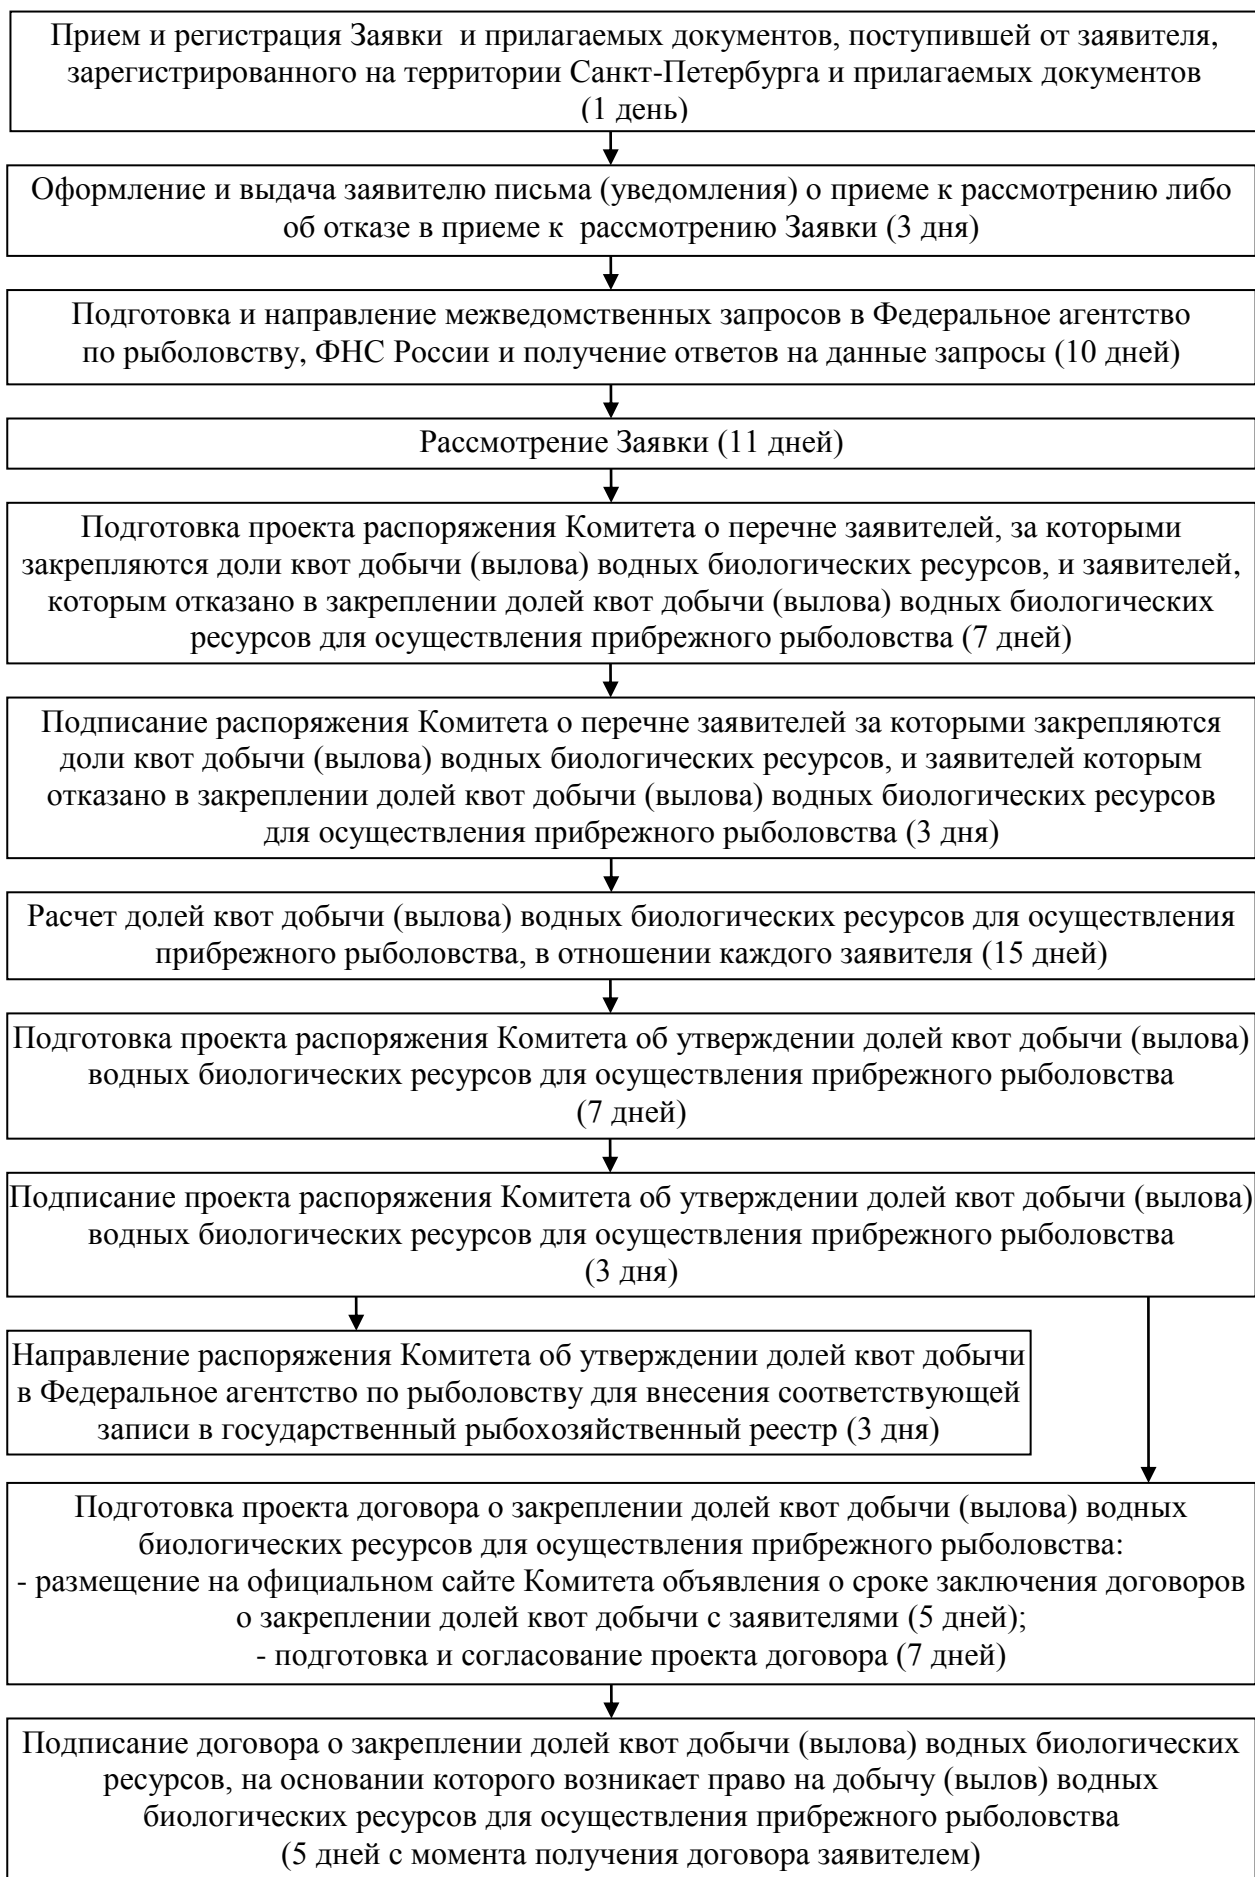 Прием и регистрация Заявки и прилагаемых документов, поступившей от заявителя,
зарегистрированного на территории Санкт-Петербурга и прилагаемых документов
(1 день)
Оформление и выдача заявителю письма (уведомления) о приеме к рассмотрению либо
об отказе в приеме к рассмотрению Заявки (3 дня)
Подготовка и направление межведомственных запросов в Федеральное агентство
по рыболовству, ФНС России и получение ответов на данные запросы (10 дней)
Рассмотрение Заявки (11 дней)
Подготовка проекта распоряжения Комитета о перечне заявителей, за которыми
закрепляются доли квот добычи (вылова) водных биологических ресурсов, и заявителей,
которым отказано в закреплении долей квот добычи (вылова) водных биологических
ресурсов для осуществления прибрежного рыболовства (7 дней)
Подписание распоряжения Комитета о перечне заявителей за которыми закрепляются
доли квот добычи (вылова) водных биологических ресурсов, и заявителей которым
отказано в закреплении долей квот добычи (вылова) водных биологических ресурсов
для осуществления прибрежного рыболовства (3 дня)
Расчет долей квот добычи (вылова) водных биологических ресурсов для осуществления
прибрежного рыболовства, в отношении каждого заявителя (15 дней)
Подготовка проекта распоряжения Комитета об утверждении долей квот добычи (вылова)
водных биологических ресурсов для осуществления прибрежного рыболовства
(7 дней)
Подписание проекта распоряжения Комитета об утверждении долей квот добычи (вылова)
водных биологических ресурсов для осуществления прибрежного рыболовства
(3 дня)
Направление распоряжения Комитета об утверждении долей квот добычи
в Федеральное агентство по рыболовству для внесения соответствующей
записи в государственный рыбохозяйственный реестр (3 дня)
Подготовка проекта договора о закреплении долей квот добычи (вылова) водных
биологических ресурсов для осуществления прибрежного рыболовства:
- размещение на официальном сайте Комитета объявления о сроке заключения договоров
о закреплении долей квот добычи с заявителями (5 дней);
- подготовка и согласование проекта договора (7 дней)
Подписание договора о закреплении долей квот добычи (вылова) водных биологических
ресурсов, на основании которого возникает право на добычу (вылов) водных
биологических ресурсов для осуществления прибрежного рыболовства
(5 дней с момента получения договора заявителем)